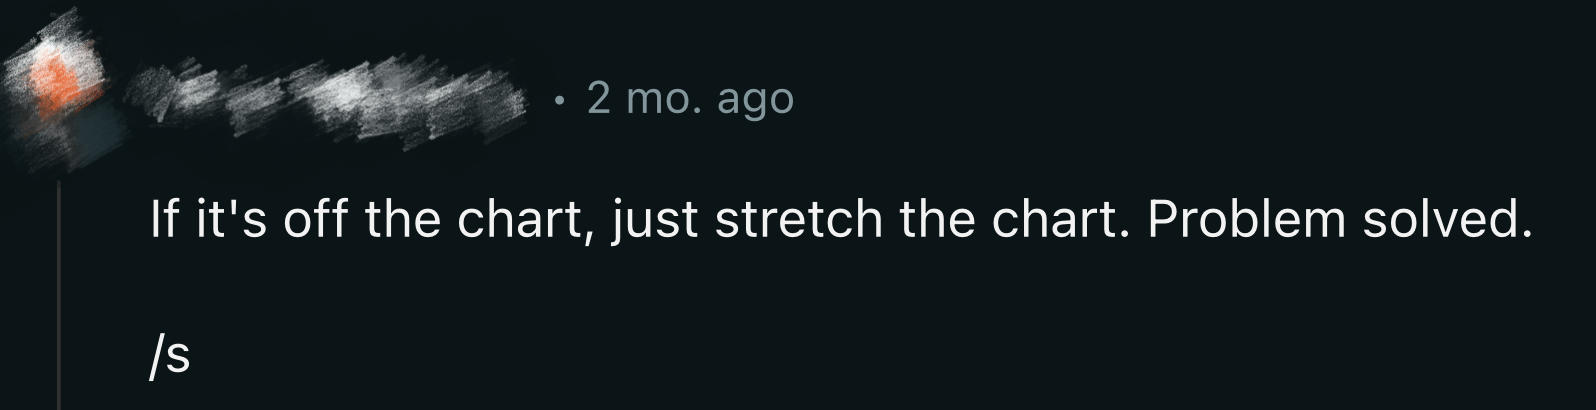 • 2 mo. ago
If it's off the chart, just stretch the chart. Problem solved.
/s